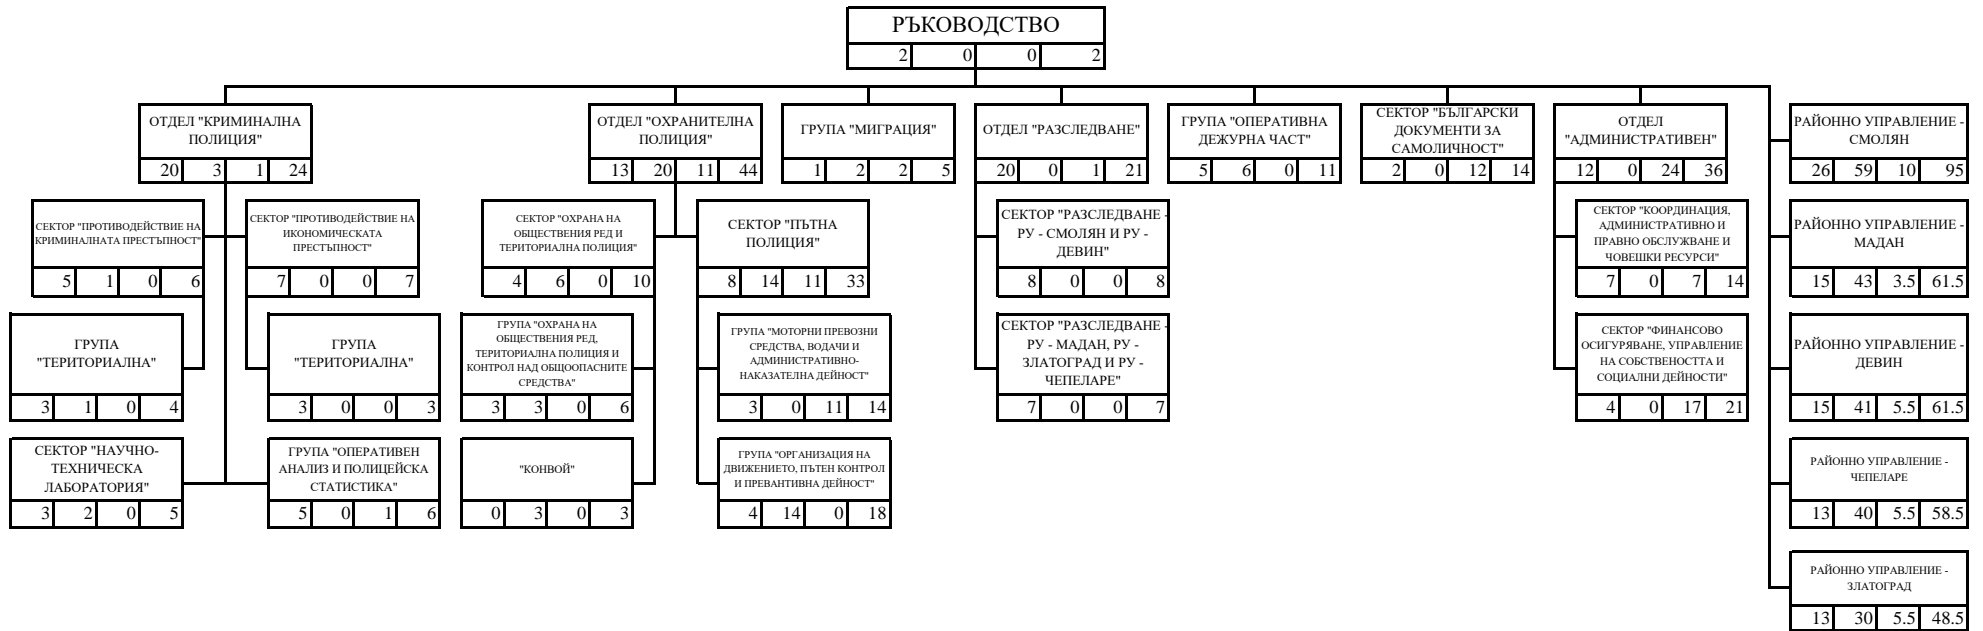 РЪКОВОДСТВО
2 0 0 2
ОТДЕЛ "КРИМИНАЛНА
ПОЛИЦИЯ"
20 3 1 24
ОТДЕЛ "ОХРАНИТЕЛНА
ПОЛИЦИЯ"
13 20 11 44
ГРУПА "МИГРАЦИЯ"
1 2 2 5
ОТДЕЛ "РАЗСЛЕДВАНЕ"
20 0 1 21
ГРУПА "ОПЕРАТИВНА
ДЕЖУРНА ЧАСТ"
5 6 0 11
СЕКТОР "БЪЛГАРСКИ
ДОКУМЕНТИ ЗА
САМОЛИЧНОСТ"
2 0 12 14
ОТДЕЛ
"АДМИНИСТРАТИВЕН"
12 0 24 36
РАЙОННО УПРАВЛЕНИЕ -
СМОЛЯН
26 59 10 95
СЕКТОР "ПРОТИВОДЕЙСТВИЕ НА
КРИМИНАЛНАТА ПРЕСТЪПНОСТ"
5 1 0 6
СЕКТОР "ПРОТИВОДЕЙСТВИЕ НА
ИКОНОМИЧЕСКАТА
ПРЕСТЪПНОСТ"
7 0 0 7
СЕКТОР "ОХРАНА НА
ОБЩЕСТВЕНИЯ РЕД И
ТЕРИТОРИАЛНА ПОЛИЦИЯ"
4 6 0 10
СЕКТОР "ПЪТНА
ПОЛИЦИЯ"
8 14 11 33
СЕКТОР "РАЗСЛЕДВАНЕ -
РУ - СМОЛЯН И РУ -
ДЕВИН"
8 0 0 8
СЕКТОР "КООРДИНАЦИЯ,
АДМИНИСТРАТИВНО И
ПРАВНО ОБСЛУЖВАНЕ И
ЧОВЕШКИ РЕСУРСИ"
7 0 7 14
РАЙОННО УПРАВЛЕНИЕ -
МАДАН
15 43 3.5 61.5
ГРУПА
"ТЕРИТОРИАЛНА"
3 1 0 4
ГРУПА
"ТЕРИТОРИАЛНА"
3 0 0 3
ГРУПА "ОХРАНА НА
ОБЩЕСТВЕНИЯ РЕД,
ТЕРИТОРИАЛНА ПОЛИЦИЯ И
КОНТРОЛ НАД ОБЩООПАСНИТЕ
СРЕДСТВА"
3 3 0 6
ГРУПА "МОТОРНИ ПРЕВОЗНИ
СРЕДСТВА, ВОДАЧИ И
АДМИНИСТРАТИВНО-
НАКАЗАТЕЛНА ДЕЙНОСТ"
3 0 11 14
СЕКТОР "РАЗСЛЕДВАНЕ -
РУ - МАДАН, РУ -
ЗЛАТОГРАД И РУ -
ЧЕПЕЛАРЕ"
7 0 0 7
СЕКТОР "ФИНАНСОВО
ОСИГУРЯВАНЕ, УПРАВЛЕНИЕ
НА СОБСТВЕНОСТТА И
СОЦИАЛНИ ДЕЙНОСТИ"
4 0 17 21
РАЙОННО УПРАВЛЕНИЕ -
ДЕВИН
15 41 5.5 61.5
СЕКТОР "НАУЧНО-
ТЕХНИЧЕСКА
ЛАБОРАТОРИЯ"
3 2 0 5
ГРУПА "ОПЕРАТИВЕН
АНАЛИЗ И ПОЛИЦЕЙСКА
СТАТИСТИКА"
5 0 1 6
"КОНВОЙ"
0 3 0 3
ГРУПА "ОРГАНИЗАЦИЯ НА
ДВИЖЕНИЕТО, ПЪТЕН КОНТРОЛ
И ПРЕВАНТИВНА ДЕЙНОСТ"
4 14 0 18
РАЙОННО УПРАВЛЕНИЕ -
ЧЕПЕЛАРЕ
13 40 5.5 58.5
РАЙОННО УПРАВЛЕНИЕ -
ЗЛАТОГРАД
13 30 5.5 48.5